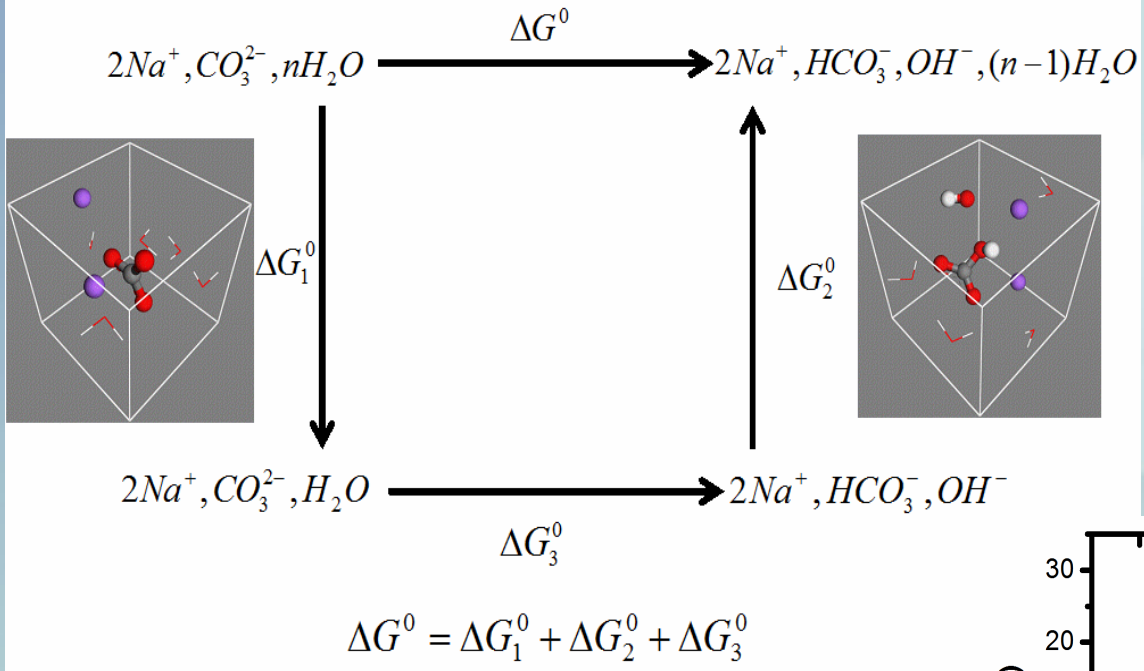 ΔG⁰
2Na⁺,CO₃²⁻,nH₂O
2Na⁺,HCO₃⁻,OH⁻,(n−1)H₂O
ΔG₁⁰
ΔG₂⁰
2Na⁺,CO₃²⁻,H₂O
2Na⁺,HCO₃⁻,OH⁻
ΔG₃⁰
30
20
ΔG⁰ = ΔG₁⁰ + ΔG₂⁰ + ΔG₃⁰